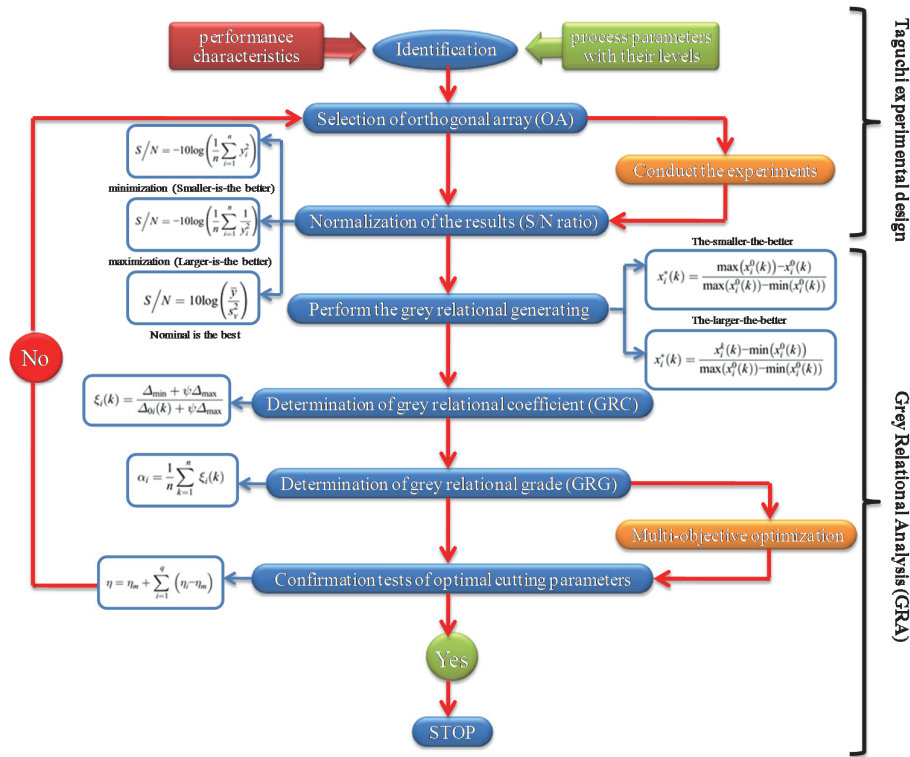 performance
characteristics
Identification
process parameters
with their levels
Taguchi experimental design
Selection of orthogonal array (OA)
S/N = −10log(1/n ∑_{i=1}^{n} y_i^2)
minimization (Smaller-is-the better)
Conduct the experiments
S/N = −10log(1/n ∑_{i=1}^{n} 1/y_i^2)
maximization (Larger-is-the better)
Normalization of the results (S/N ratio)
S/N = 10log(ȳ/s_y^2)
Nominal is the best
The-smaller-the-better
x_i^*(k) = (max(x_i^0(k))−x_i^0(k))/(max(x_i^0(k))−min(x_i^0(k)))
Perform the grey relational generating
The-larger-the-better
x_i^*(k) = (x_i^k(k)−min(x_i^0(k)))/(max(x_i^0(k))−min(x_i^0(k)))
No
ξ_i(k) = (Δ_min + ψΔ_max)/(Δ_0i(k) + ψΔ_max)
Determination of grey relational coefficient (GRC)
Grey Relational Analysis (GRA)
α_i = 1/n ∑_{k=1}^{n} ξ_i(k)
Determination of grey relational grade (GRG)
Multi-objective optimization
η = η_m + ∑_{i=1}^{q} (η_i−η_m)
Confirmation tests of optimal cutting parameters
Yes
STOP